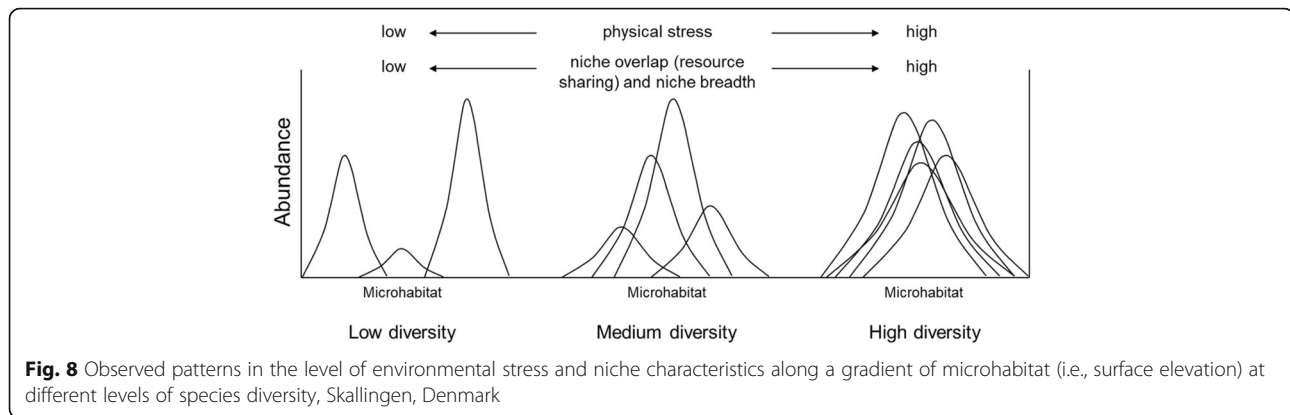 low physical stress high
low niche overlap (resource high
sharing) and niche breadth
Abundance
Microhabitat Microhabitat Microhabitat
Low diversity Medium diversity High diversity
Fig. 8 Observed patterns in the level of environmental stress and niche characteristics along a gradient of microhabitat (i.e., surface elevation) at
different levels of species diversity, Skallingen, Denmark